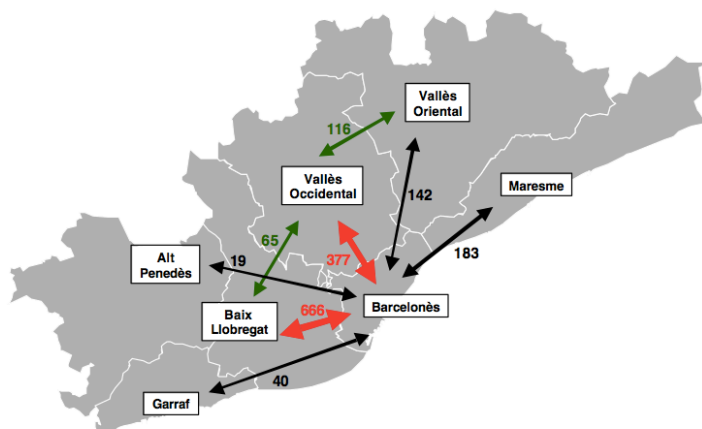 Vallès
Oriental
116
Vallès
Occidental
Maresme
142
65
Alt
Penedès
19
377
183
Baix
Llobregat
666
Barcelonès
40
Garraf